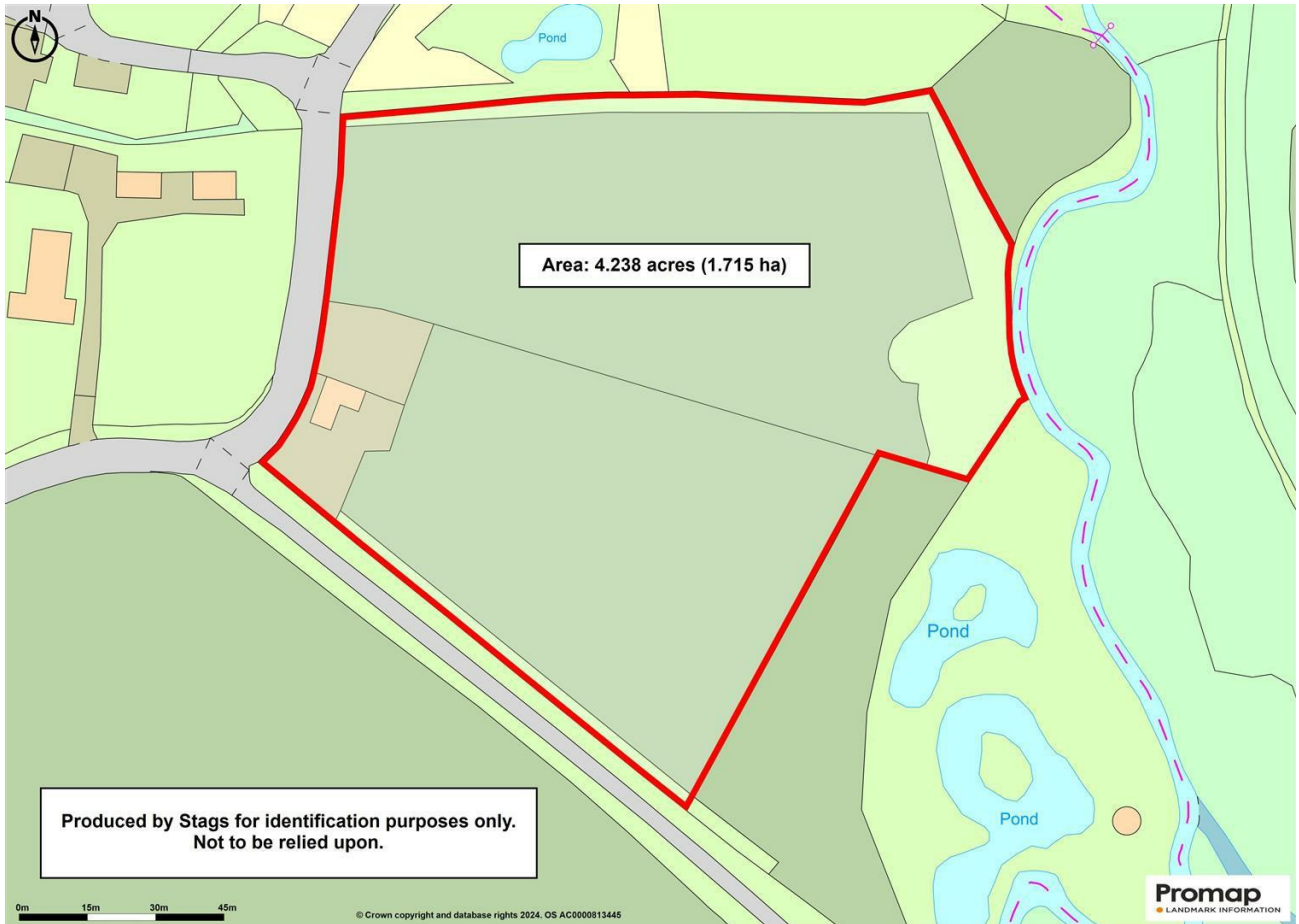 N
Pond
Area: 4.238 acres (1.715 ha)
Pond
Pond
Produced by Stags for identification purposes only.
Not to be relied upon.
0m 15m 30m 45m
© Crown copyright and database rights 2024. OS AC0000813445
Promap
LANDMARK INFORMATION